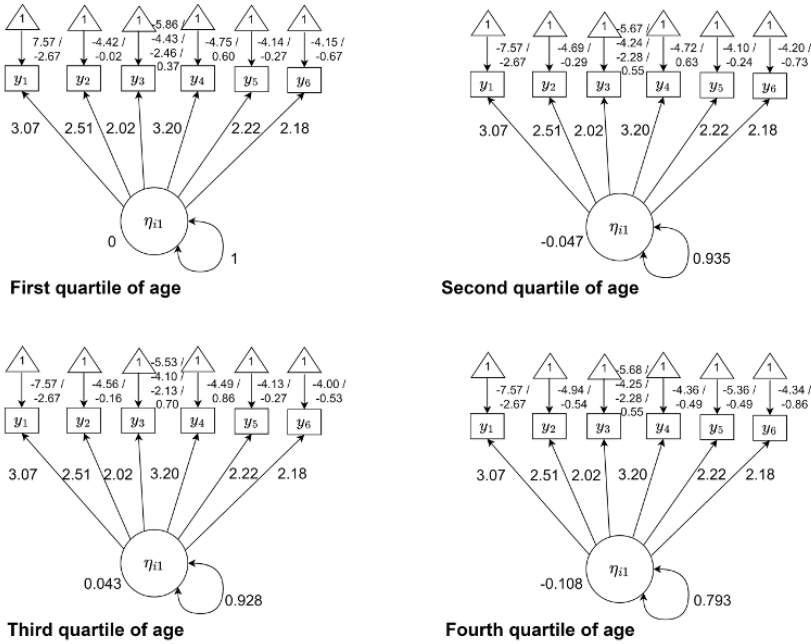 1 1 1 1 1 1
7.57 / -4.42 / -5.86 / -4.75 / -4.14 / -4.15 /
-2.67 -0.02 -4.43 / 0.60 -0.27 -0.67
-2.46 /
0.37
y1 y2 y3 y4 y5 y6
3.07 2.51 2.02 3.20 2.22 2.18
ηi1
0
1
First quartile of age
1 1 1 1 1 1
-7.57 / -4.69 / -5.67 / -4.72 / -4.10 / -4.20 /
-2.67 -0.29 -4.24 / 0.63 -0.24 -0.73
-2.28 /
0.55
y1 y2 y3 y4 y5 y6
3.07 2.51 2.02 3.20 2.22 2.18
ηi1
-0.047
0.935
Second quartile of age
1 1 1 1 1 1
-7.57 / -4.56 / -5.53 / -4.49 / -4.13 / -4.00 /
-2.67 -0.16 -4.10 / 0.86 -0.27 -0.53
-2.13 /
0.70
y1 y2 y3 y4 y5 y6
3.07 2.51 2.02 3.20 2.22 2.18
ηi1
0.043
0.928
Third quartile of age
1 1 1 1 1 1
-7.57 / -4.94 / -5.68 / -4.36 / -5.36 / -4.34 /
-2.67 -0.54 -4.25 / -0.49 -0.49 -0.86
-2.28 /
0.55
y1 y2 y3 y4 y5 y6
3.07 2.51 2.02 3.20 2.22 2.18
ηi1
-0.108
0.793
Fourth quartile of age